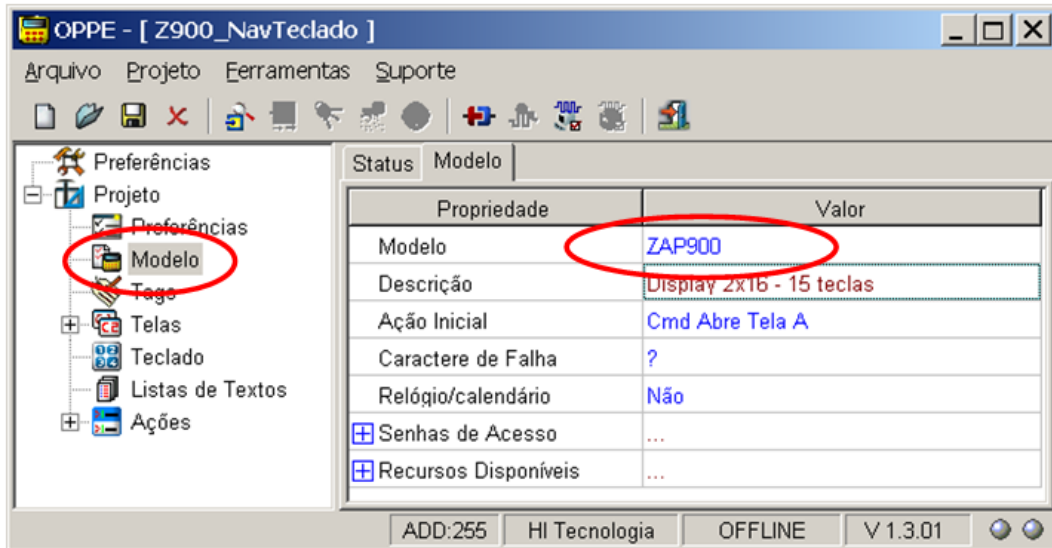 OPPE - [ Z900_NavTeclado ]
Arquivo Projeto Ferramentas Suporte
Preferências
Projeto
Preferências
Modelo
Tags
Telas
Teclado
Listas de Textos
Ações
Status Modelo
Propriedade Valor
Modelo ZAP900
Descrição Display 2x16 - 15 teclas
Ação Inicial Cmd Abre Tela A
Caractere de Falha ?
Relógio/calendário Não
Senhas de Acesso ...
Recursos Disponíveis ...
ADD:255 HI Tecnologia OFFLINE V 1.3.01